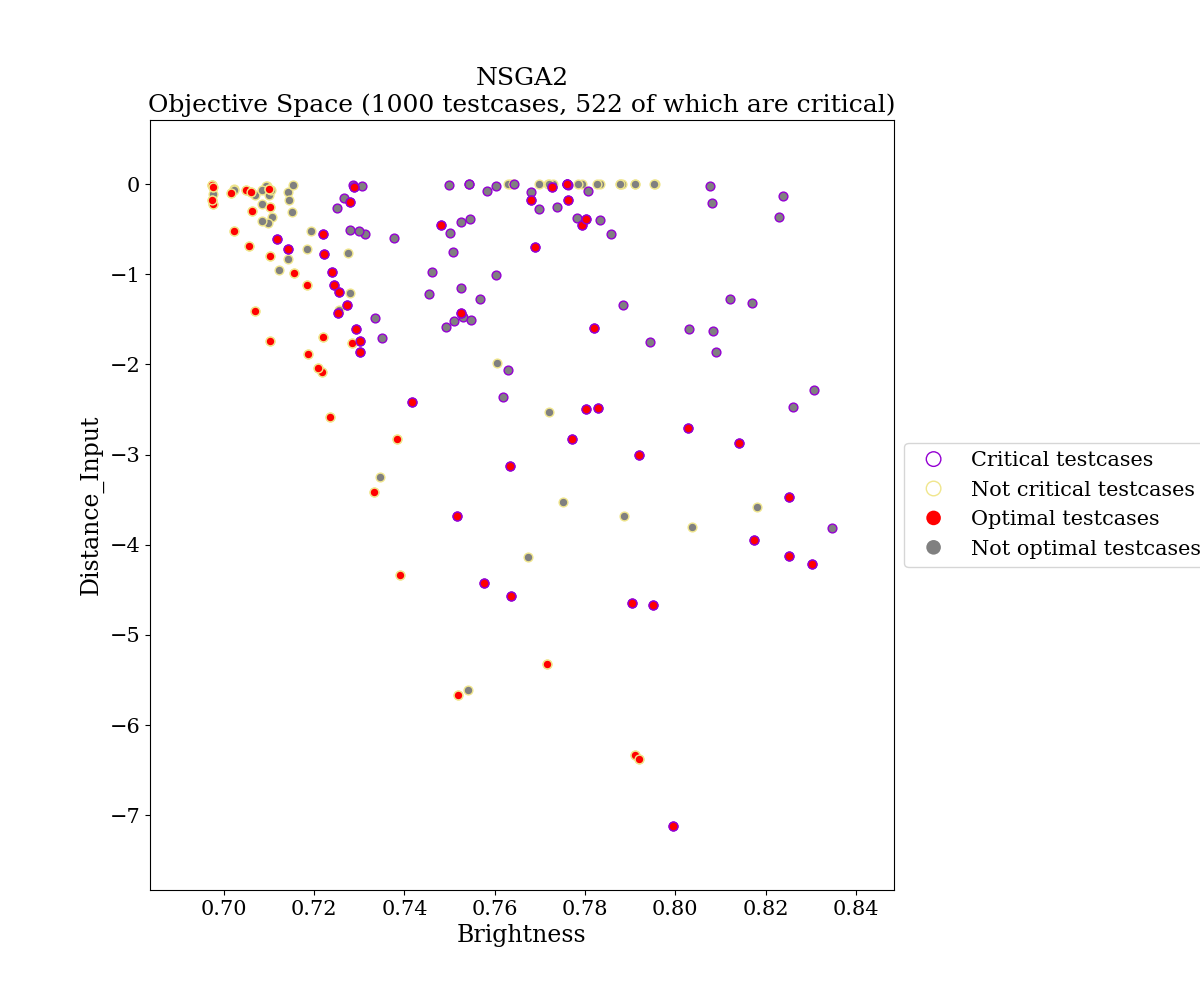 NSGA2
Objective Space (1000 testcases, 522 of which are critical)
0
−1
−2
−3
−4
−5
−6
−7
Distance_Input
0.70 0.72 0.74 0.76 0.78 0.80 0.82 0.84
Brightness
Critical testcases
Not critical testcases
Optimal testcases
Not optimal testcases